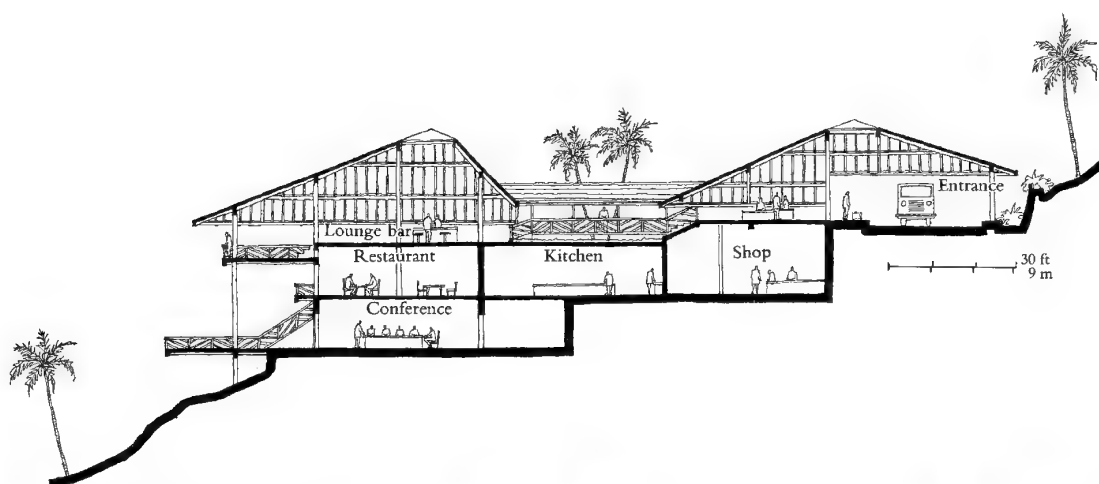 Entrance
Lounge bar
Restaurant
Kitchen
Shop
30 ft
9 m
Conference